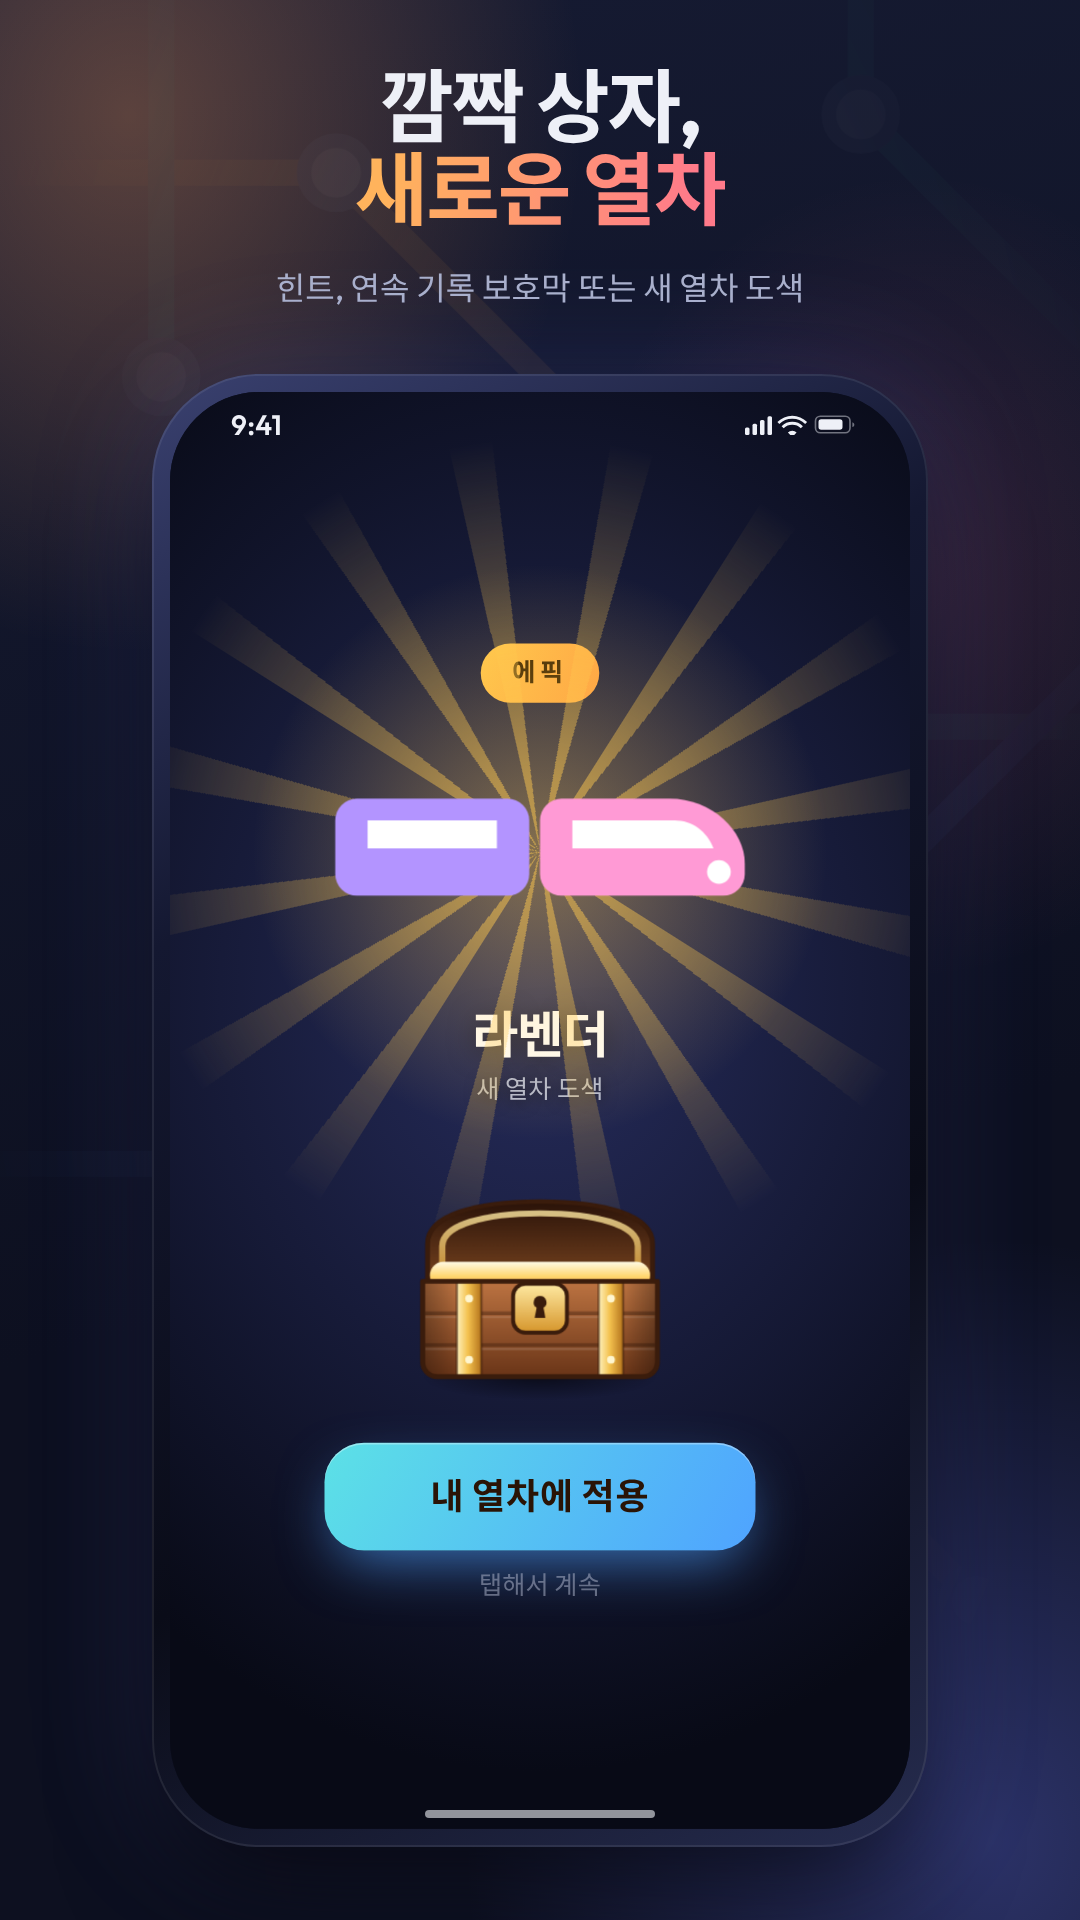 깜짝 상자,
새로운 열차
힌트, 연속 기록 보호막 또는 새 열차 도색
9:41
에픽
라벤더
새 열차 도색
내 열차에 적용
탭해서 계속